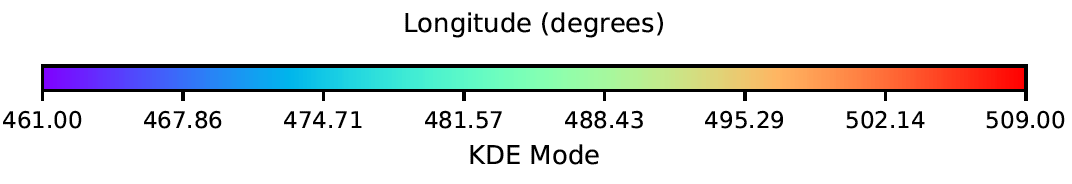 Longitude (degrees)
461.00 467.86 474.71 481.57 488.43 495.29 502.14 509.00
KDE Mode